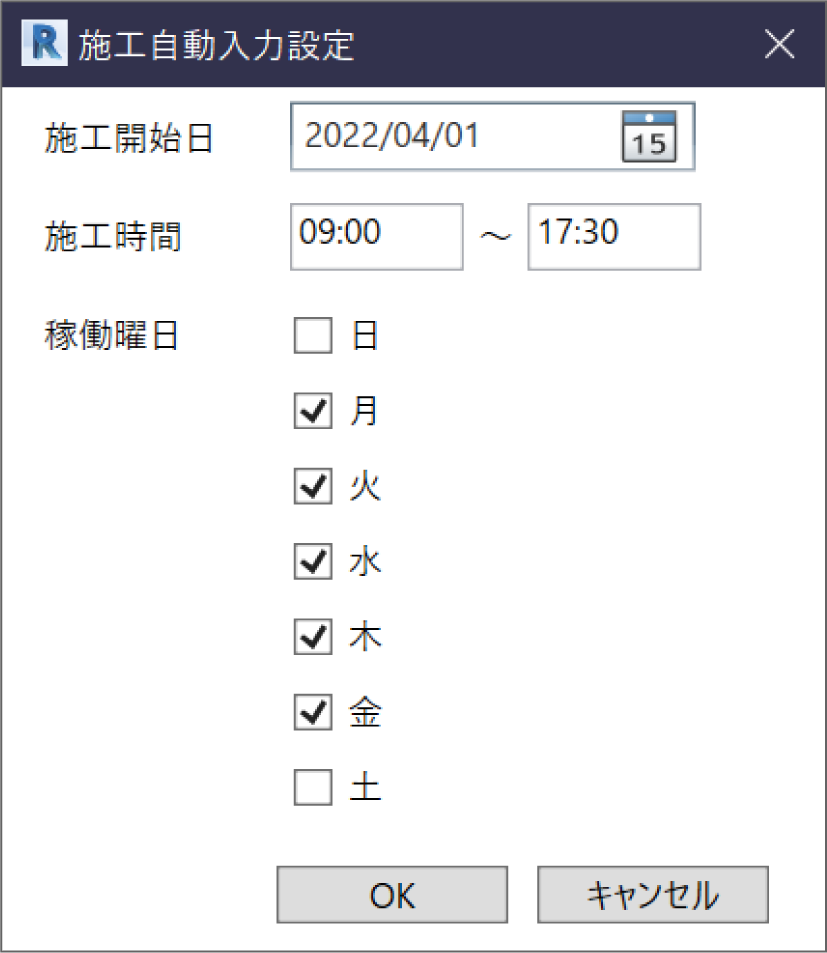 R 施工自動入力設定
施工開始日 2022/04/01 15
施工時間 09:00 ～ 17:30
稼働曜日 日
月
火
水
木
金
土
OK キャンセル